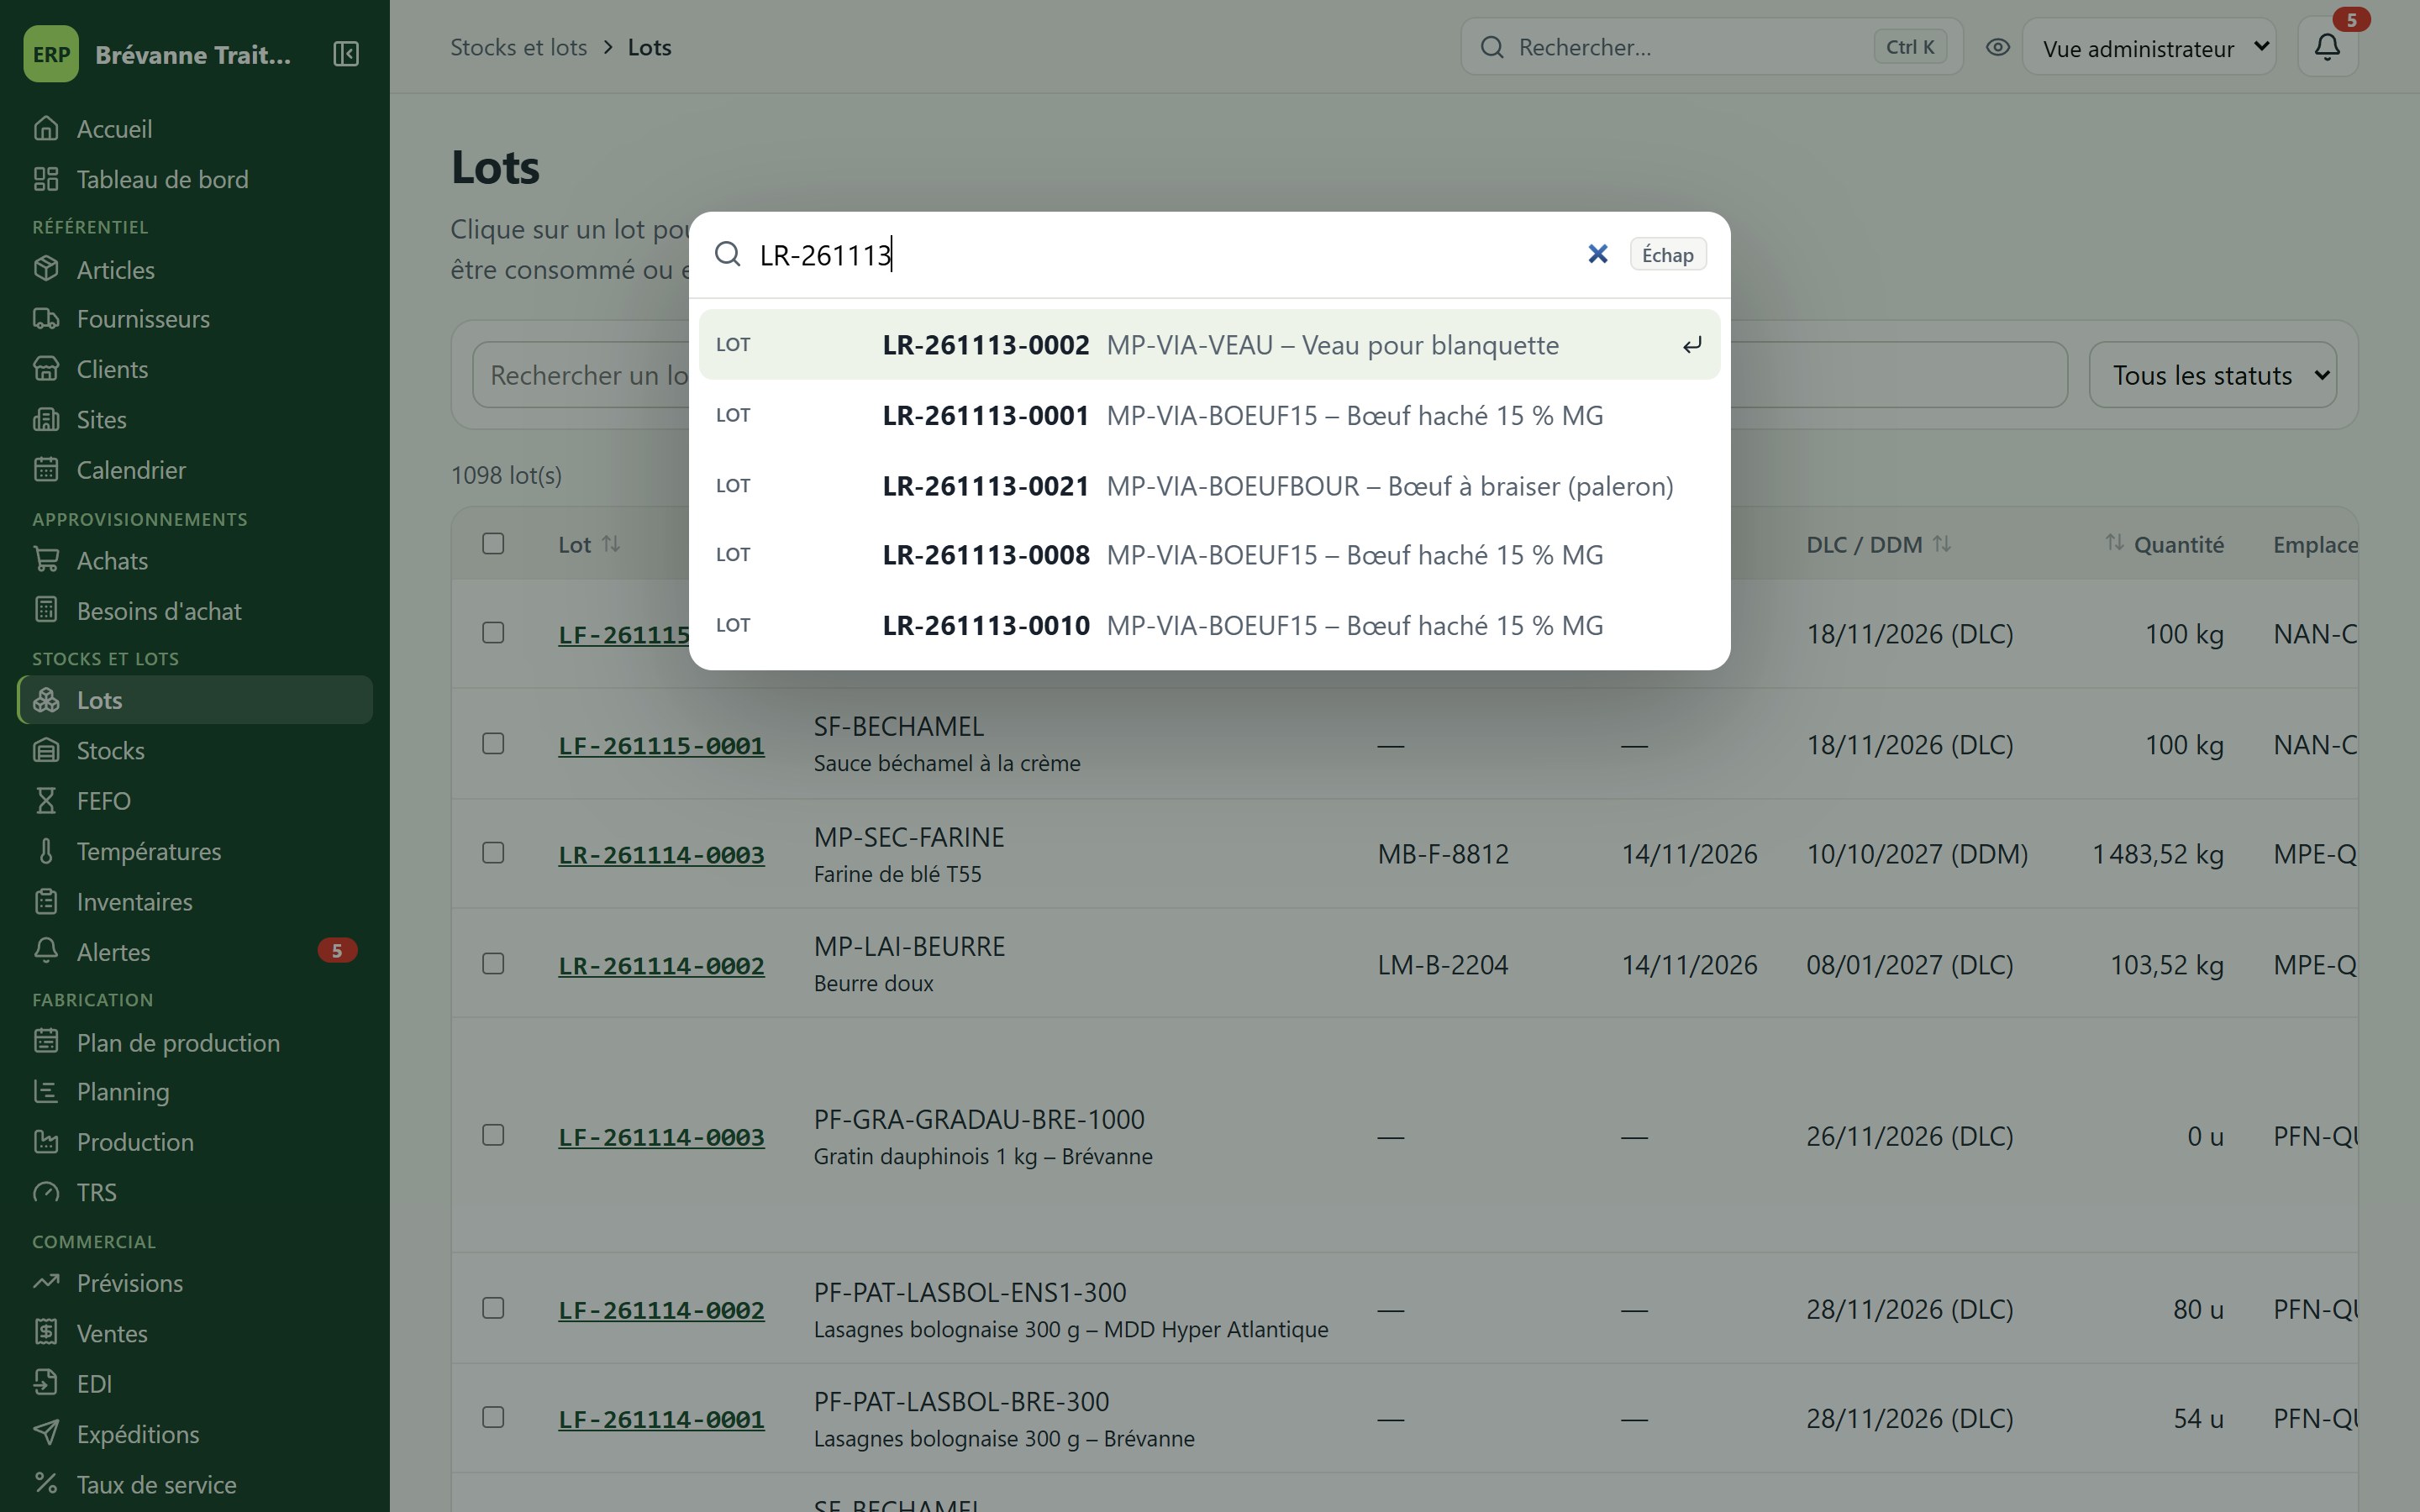 ERP Brévanne Trait...
Accueil
Tableau de bord
RÉFÉRENTIEL
Articles
Fournisseurs
Clients
Sites
Calendrier
APPROVISIONNEMENTS
Achats
Besoins d'achat
STOCKS ET LOTS
Lots
Stocks
FEFO
Températures
Inventaires
Alertes 5
FABRICATION
Plan de production
Planning
Production
TRS
COMMERCIAL
Prévisions
Ventes
EDI
Expéditions
Taux de service
Stocks et lots > Lots
Rechercher... Ctrl K
Vue administrateur
5
Lots
Clique sur un lot pou
être consommé ou e
LR-261113 Échap
LOT LR-261113-0002 MP-VIA-VEAU – Veau pour blanquette
LOT LR-261113-0001 MP-VIA-BOEUF15 – Bœuf haché 15 % MG
LOT LR-261113-0021 MP-VIA-BOEUFBOUR – Bœuf à braiser (paleron)
LOT LR-261113-0008 MP-VIA-BOEUF15 – Bœuf haché 15 % MG
LOT LR-261113-0010 MP-VIA-BOEUF15 – Bœuf haché 15 % MG
Rechercher un lo
Tous les statuts
1098 lot(s)
Lot DLC / DDM Quantité Emplace
LF-261115 18/11/2026 (DLC) 100 kg NAN-C
LF-261115-0001 SF-BECHAMEL — — 18/11/2026 (DLC) 100 kg NAN-C
Sauce béchamel à la crème
LR-261114-0003 MP-SEC-FARINE MB-F-8812 14/11/2026 10/10/2027 (DDM) 1 483,52 kg MPE-Q
Farine de blé T55
LR-261114-0002 MP-LAI-BEURRE LM-B-2204 14/11/2026 08/01/2027 (DLC) 103,52 kg MPE-Q
Beurre doux
LF-261114-0003 PF-GRA-GRADAU-BRE-1000 — — 26/11/2026 (DLC) 0 u PFN-QU
Gratin dauphinois 1 kg – Brévanne
LF-261114-0002 PF-PAT-LASBOL-ENS1-300 — — 28/11/2026 (DLC) 80 u PFN-QU
Lasagnes bolognaise 300 g – MDD Hyper Atlantique
LF-261114-0001 PF-PAT-LASBOL-BRE-300 — — 28/11/2026 (DLC) 54 u PFN-QU
Lasagnes bolognaise 300 g – Brévanne
SF-BECHAMEL